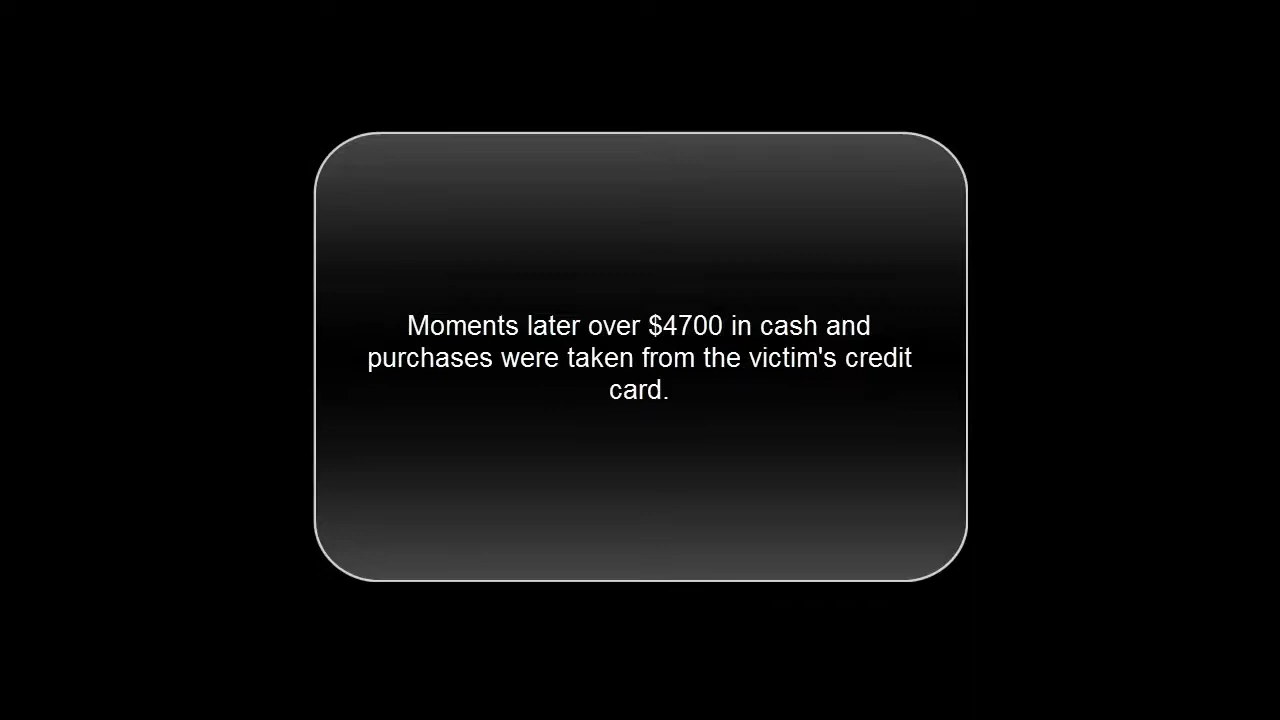 Moments later over $4700 in cash and
purchases were taken from the victim's credit
card.